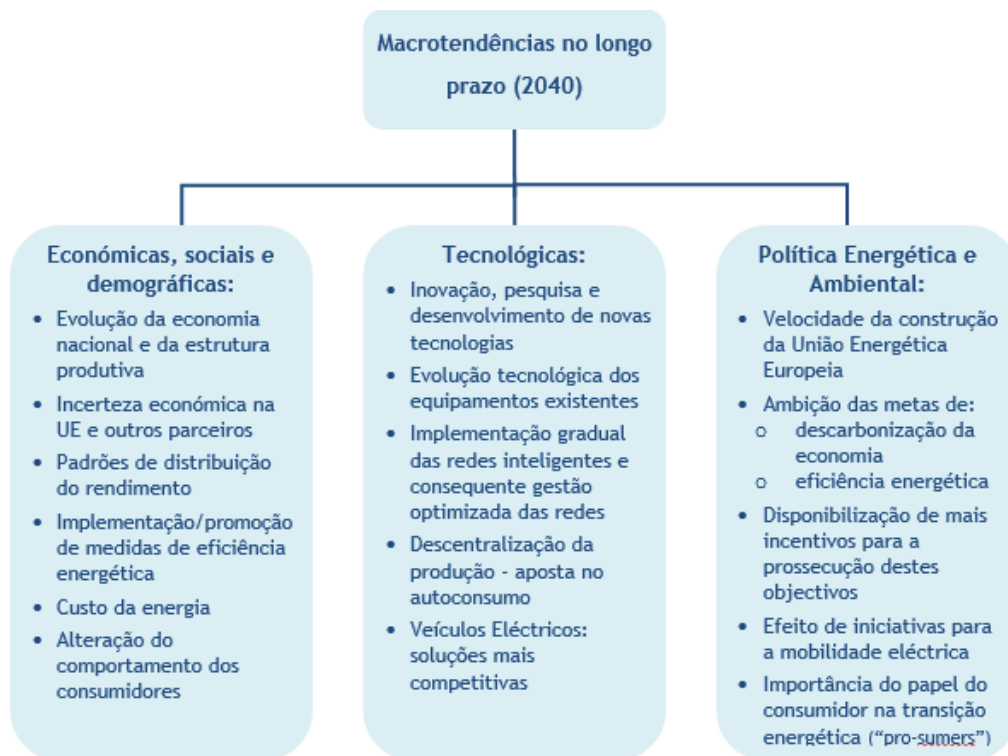 Macrotendências no longo
prazo (2040)
Económicas, sociais e
demográficas:
• Evolução da economia
nacional e da estrutura
produtiva
• Incerteza económica na
UE e outros parceiros
• Padrões de distribuição
do rendimento
• Implementação/promoção
de medidas de eficiência
energética
• Custo da energia
• Alteração do
comportamento dos
consumidores
Tecnológicas:
• Inovação, pesquisa e
desenvolvimento de novas
tecnologias
• Evolução tecnológica dos
equipamentos existentes
• Implementação gradual
das redes inteligentes e
consequente gestão
optimizada das redes
• Descentralização da
produção - aposta no
autoconsumo
• Veículos Eléctricos:
soluções mais
competitivas
Política Energética e
Ambiental:
• Velocidade da construção
da União Energética
Europeia
• Ambição das metas de:
o descarbonização da
economia
o eficiência energética
• Disponibilização de mais
incentivos para a
prossecução destes
objectivos
• Efeito de iniciativas para
a mobilidade eléctrica
• Importância do papel do
consumidor na transição
energética (“pro-sumers”)